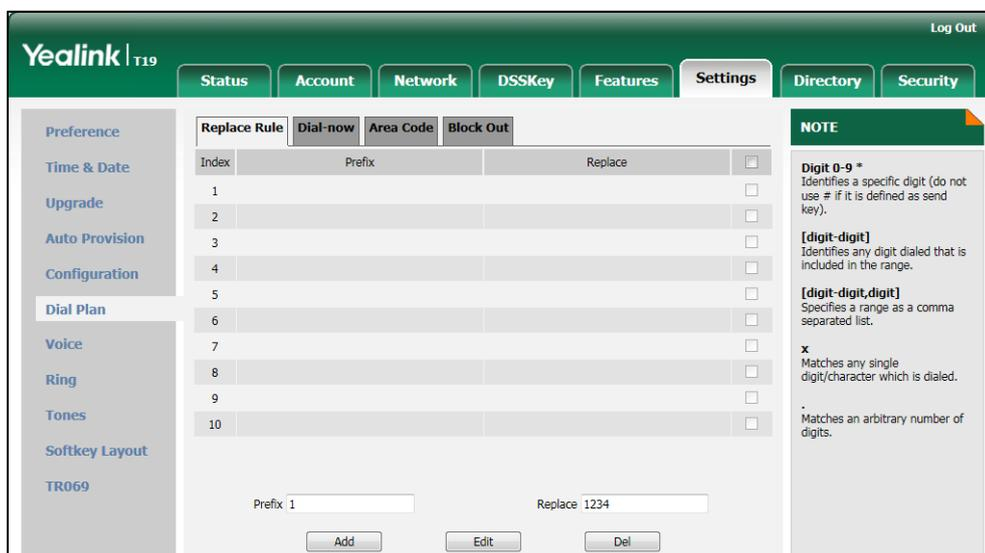 Log Out
Yealink T19
Status Account Network DSSKey Features Settings Directory Security
Preference
Time & Date
Upgrade
Auto Provision
Configuration
Dial Plan
Voice
Ring
Tones
Softkey Layout
TR069
Replace Rule Dial-now Area Code Block Out
Index Prefix Replace
1
2
3
4
5
6
7
8
9
10
Prefix 1 Replace 1234
Add Edit Del
NOTE
Digit 0-9 *
Identifies a specific digit (do not
use # if it is defined as send
key).
[digit-digit]
Identifies any digit dialed that is
included in the range.
[digit-digit,digit]
Specifies a range as a comma
separated list.
x
Matches any single
digit/character which is dialed.
.
Matches an arbitrary number of
digits.